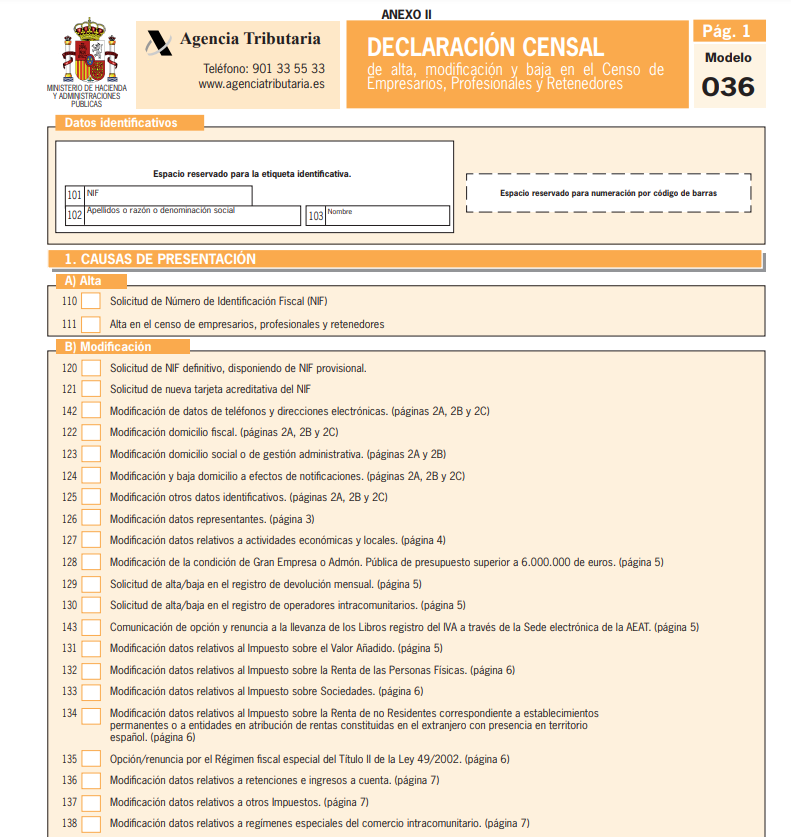 ANEXO II
MINISTERIO DE HACIENDA
Y ADMINISTRACIONES
PÚBLICAS
Agencia Tributaria
Teléfono: 901 33 55 33
www.agenciatributaria.es
DECLARACIÓN CENSAL
de alta, modificación y baja en el Censo de
Empresarios, Profesionales y Retenedores
Pág. 1
Modelo
036
Datos identificativos
Espacio reservado para la etiqueta identificativa.
101 NIF
102 Apellidos o razón o denominación social
103 Nombre
Espacio reservado para numeración por código de barras
1. CAUSAS DE PRESENTACIÓN
A) Alta
110 Solicitud de Número de Identificación Fiscal (NIF)
111 Alta en el censo de empresarios, profesionales y retenedores
B) Modificación
120 Solicitud de NIF definitivo, disponiendo de NIF provisional.
121 Solicitud de nueva tarjeta acreditativa del NIF
142 Modificación de datos de teléfonos y direcciones electrónicas. (páginas 2A, 2B y 2C)
122 Modificación domicilio fiscal. (páginas 2A, 2B y 2C)
123 Modificación domicilio social o de gestión administrativa. (páginas 2A y 2B)
124 Modificación y baja domicilio a efectos de notificaciones. (páginas 2A, 2B y 2C)
125 Modificación otros datos identificativos. (páginas 2A, 2B y 2C)
126 Modificación datos representantes. (página 3)
127 Modificación datos relativos a actividades económicas y locales. (página 4)
128 Modificación de la condición de Gran Empresa o Admón. Pública de presupuesto superior a 6.000.000 de euros. (página 5)
129 Solicitud de alta/baja en el registro de devolución mensual. (página 5)
130 Solicitud de alta/baja en el registro de operadores intracomunitarios. (página 5)
143 Comunicación de opción y renuncia a la llevanza de los Libros registro del IVA a través de la Sede electrónica de la AEAT. (página 5)
131 Modificación datos relativos al Impuesto sobre el Valor Añadido. (página 5)
132 Modificación datos relativos al Impuesto sobre la Renta de las Personas Físicas. (página 6)
133 Modificación datos relativos al Impuesto sobre Sociedades. (página 6)
134 Modificación datos relativos al Impuesto sobre la Renta de no Residentes correspondiente a establecimientos
permanentes o a entidades en atribución de rentas constituidas en el extranjero con presencia en territorio
español. (página 6)
135 Opción/renuncia por el Régimen fiscal especial del Título II de la Ley 49/2002. (página 6)
136 Modificación datos relativos a retenciones e ingresos a cuenta. (página 7)
137 Modificación datos relativos a otros Impuestos. (página 7)
138 Modificación datos relativos a regímenes especiales del comercio intracomunitario. (página 7)